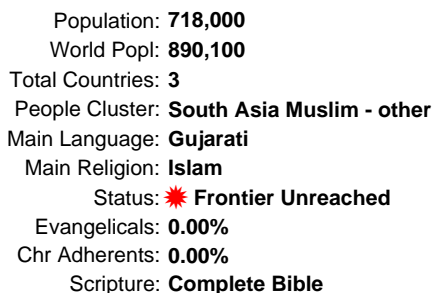 Population: 718,000
World Popl: 890,100
Total Countries: 3
People Cluster: South Asia Muslim - other
Main Language: Gujarati
Main Religion: Islam
Status: Frontier Unreached
Evangelicals: 0.00%
Chr Adherents: 0.00%
Scripture: Complete Bible